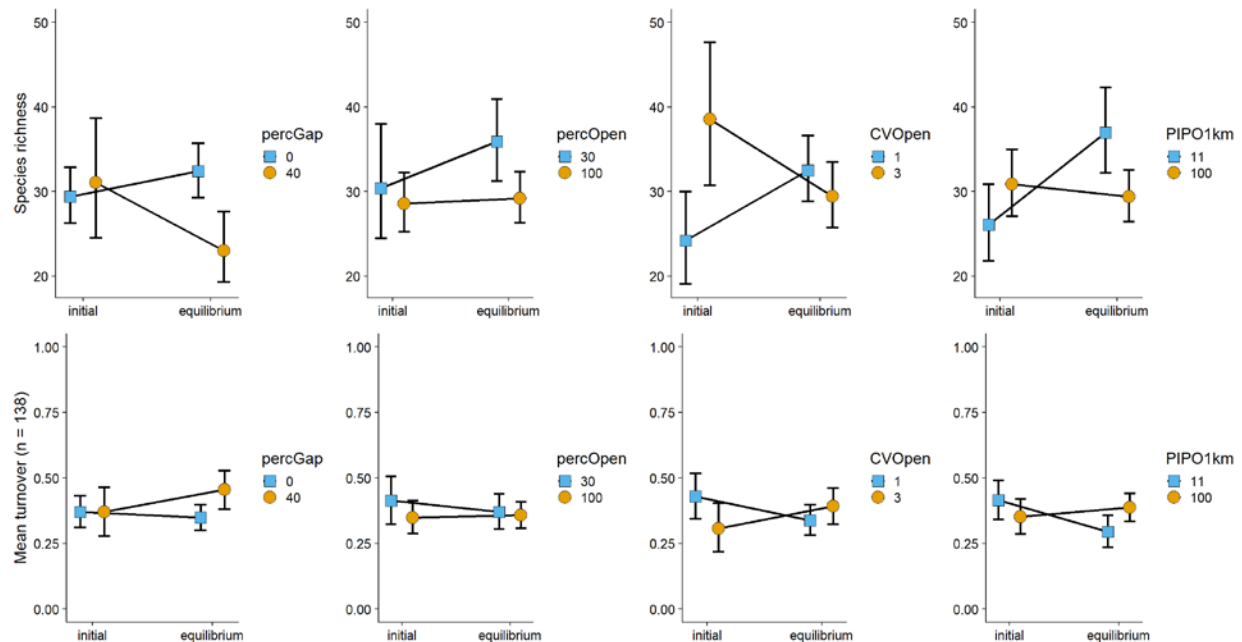 Species richness
50
40
30
20
initial equilibrium
percGap
0
40
50
40
30
20
initial equilibrium
percOpen
30
100
50
40
30
20
initial equilibrium
CVOpen
1
3
50
40
30
20
initial equilibrium
PIPO1km
11
100
Mean turnover (n = 138)
1.00
0.75
0.50
0.25
0.00
initial equilibrium
percGap
0
40
1.00
0.75
0.50
0.25
0.00
initial equilibrium
percOpen
30
100
1.00
0.75
0.50
0.25
0.00
initial equilibrium
CVOpen
1
3
1.00
0.75
0.50
0.25
0.00
initial equilibrium
PIPO1km
11
100